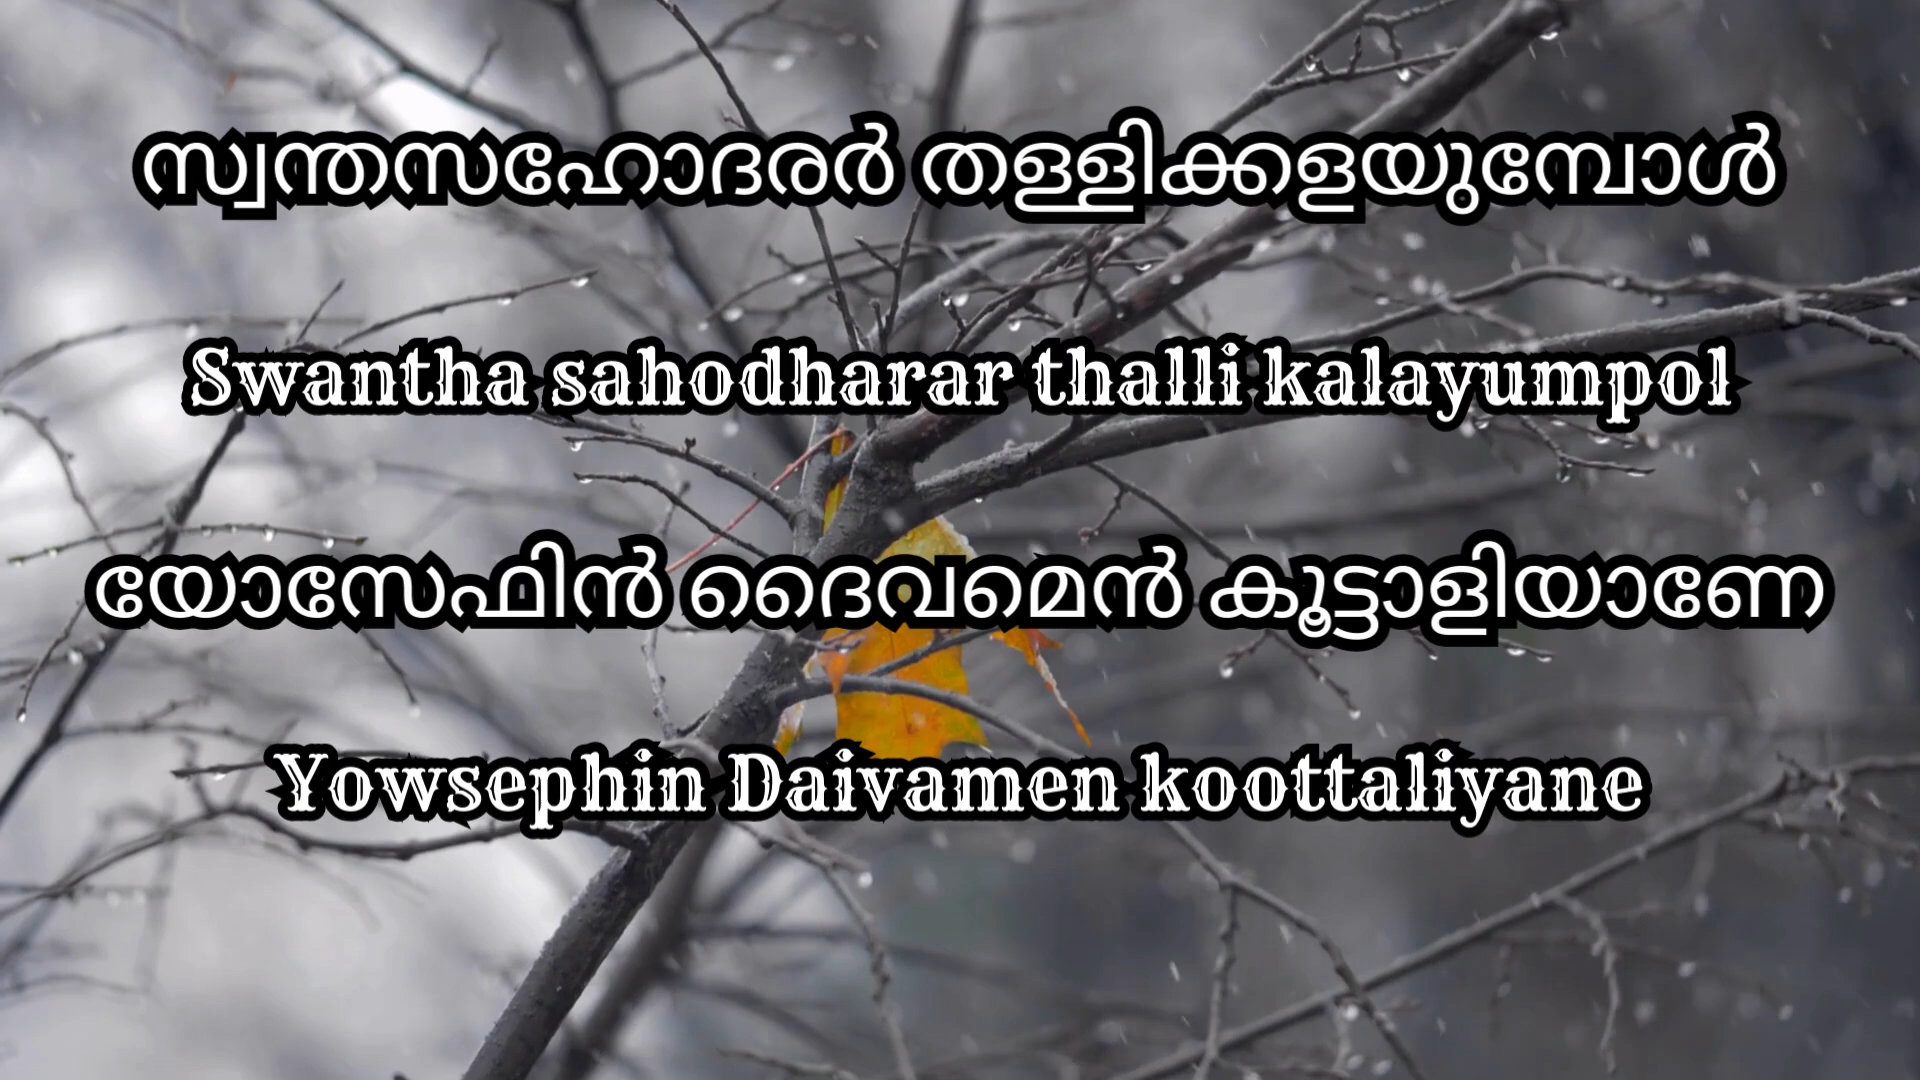 സ്വന്തസഹോദരർ തള്ളിക്കളയുമ്പോൾ
Swantha sahodharar thalli kalayumpol
യോസേഫിൻ ദൈവമെൻ കൂട്ടാളിയാണേ
Yowsephin Daivamen koottaliyane